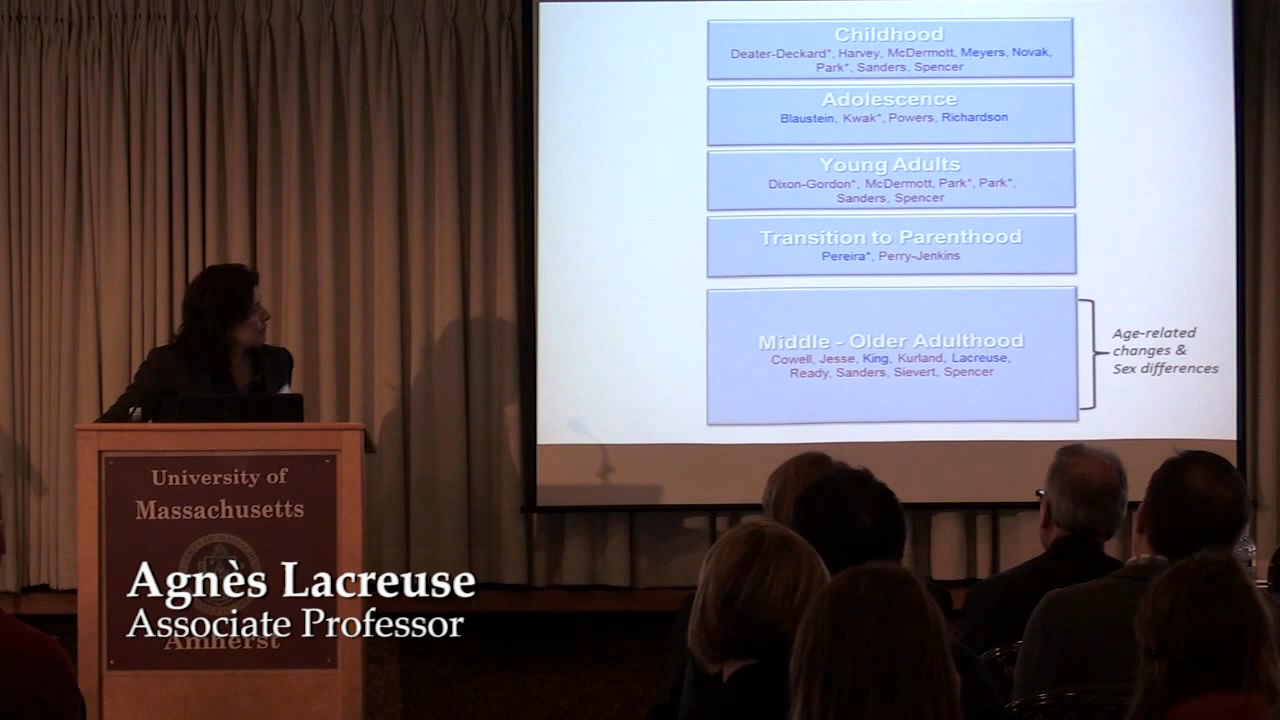 Childhood
Deater-Deckard*, Harvey, McDermott, Meyers, Novak,
Park*, Sanders, Spencer
Adolescence
Blaustein, Kwak*, Powers, Richardson
Young Adults
Dixon-Gordon*, McDermott, Park*, Park*,
Sanders, Spencer
Transition to Parenthood
Pereira*, Perry-Jenkins
Middle - Older Adulthood
Cowell, Jesse, King, Kurland, Lacreuse,
Ready, Sanders, Sievert, Spencer
Age-related
changes &
Sex differences
University of
Massachusetts
Amherst
Agnès Lacreuse
Associate Professor